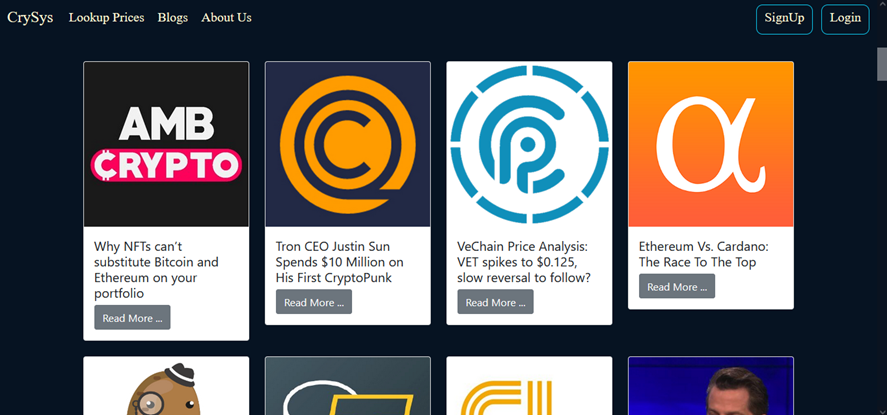 CrySys Lookup Prices Blogs About Us SignUp Login
AMB
CRYPTO
α
Why NFTs can't
substitute Bitcoin and
Ethereum on your
portfolio
Read More ...
Tron CEO Justin Sun
Spends $10 Million on
His First CryptoPunk
Read More ...
VeChain Price Analysis:
VET spikes to $0.125,
slow reversal to follow?
Read More ...
Ethereum Vs. Cardano:
The Race To The Top
Read More ...